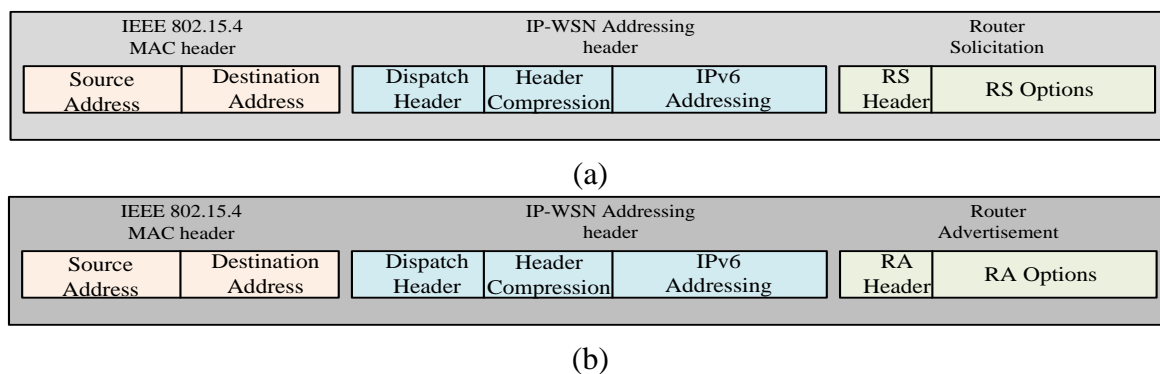 IEEE 802.15.4
MAC header
IP-WSN Addressing
header
Router
Solicitation
Source
Address
Destination
Address
Dispatch
Header
Header
Compression
IPv6
Addressing
RS
Header
RS Options
(a)
IEEE 802.15.4
MAC header
IP-WSN Addressing
header
Router
Advertisement
Source
Address
Destination
Address
Dispatch
Header
Header
Compression
IPv6
Addressing
RA
Header
RA Options
(b)